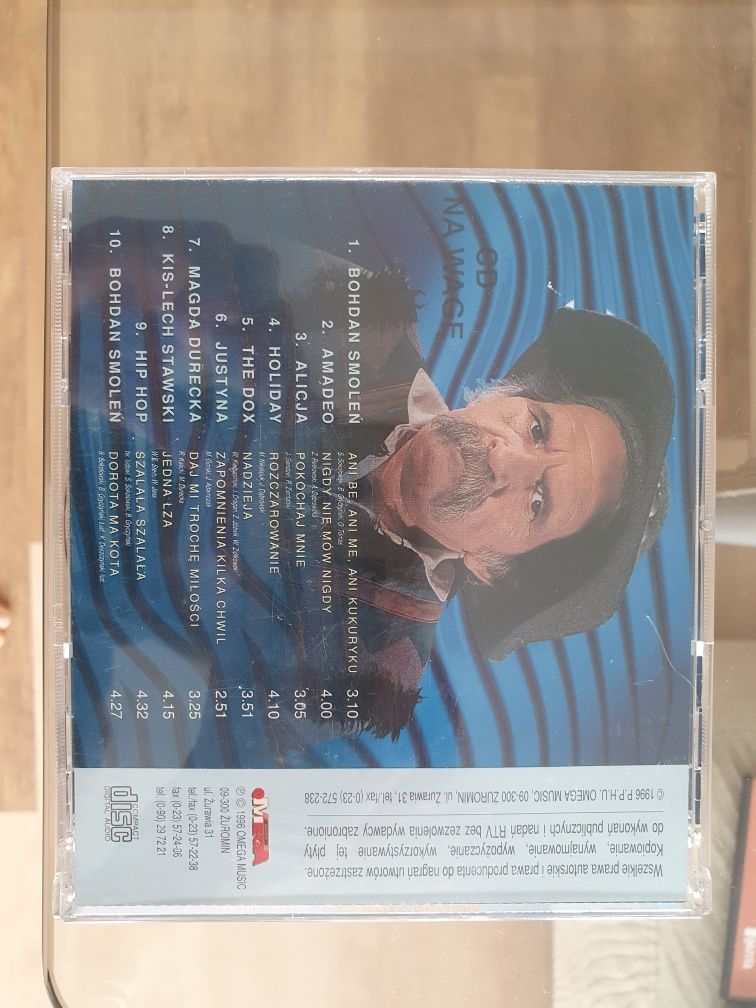 CD
NA WAGĘ
1. BOHDAN SMOLEŃ ANI BE, ANI ME, ANI KUKURYKU 3.10
2. AMADEO NIGDY NIE MÓW NIGDY 4.00
3. ALICJA POKOCHAJ MNIE 3.05
4. HOLIDAY ROZCZAROWANIE 4.10
5. THE DOX NADZIEJA 3.51
6. JUSTYNA ZAPOMNIENIA KILKA CHWIL 2.51
7. MAGDA DURECKA DAJ MI TROCHĘ MIŁOŚCI 3.25
8. KIS-LECH STAWSKI JEDNA ŁZA 4.15
9. HIP HOP SZALAŁA SZALAŁA 4.32
10. BOHDAN SMOLEŃ DOROTA MA KOTA 4.27
© 1996 P.P.H.U. OMEGA MUSIC, 09-300 ŻUROMIN, ul. Żurawia 31, tel./fax (0-23) 572-238
Wszelkie prawa autorskie i prawa producenta do nagrań utworów zastrzeżone.
Kopiowanie, wynajmowanie, wypożyczanie, wykorzystywanie tej płyty
do wykonań publicznych i nadań RTV bez zezwolenia wydawcy zabronione.
OMEGA
℗ © 1996 OMEGA MUSIC
09-300 ŻUROMIN
ul. Żurawia 31
tel./fax (0-23) 57-22-38
fax (0-23) 57-24-06
tel. (0-90) 29 72 21
COMPACT
disc
DIGITAL AUDIO